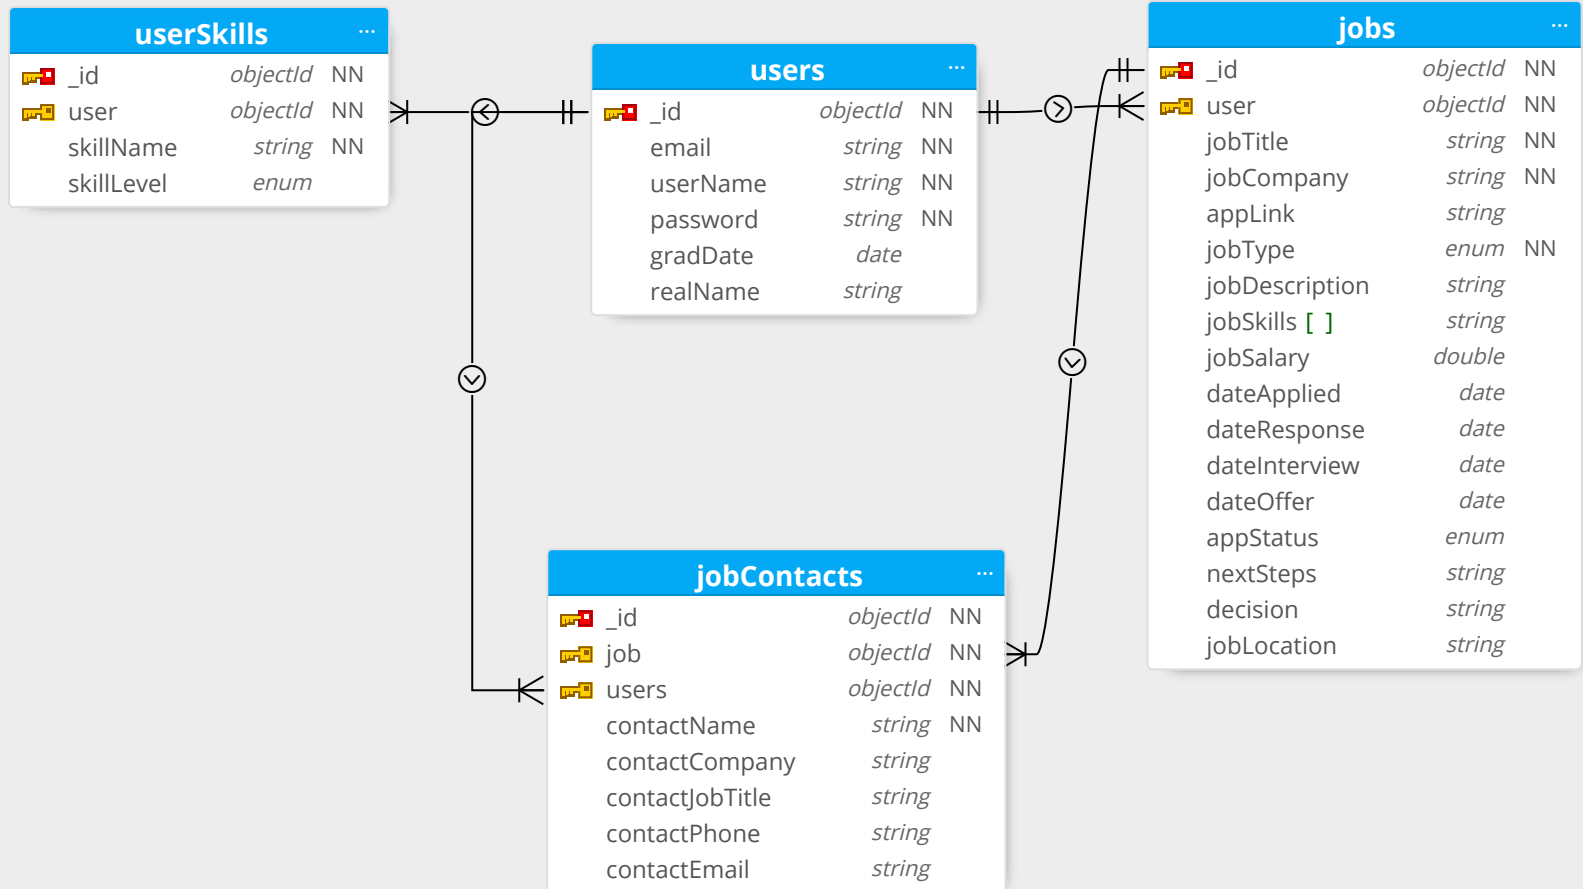 userSkills ...
_id objectId NN
user objectId NN
skillName string NN
skillLevel enum
users ...
_id objectId NN
email string NN
userName string NN
password string NN
gradDate date
realName string
jobs ...
_id objectId NN
user objectId NN
jobTitle string NN
jobCompany string NN
appLink string
jobType enum NN
jobDescription string
jobSkills [ ] string
jobSalary double
dateApplied date
dateResponse date
dateInterview date
dateOffer date
appStatus enum
nextSteps string
decision string
jobLocation string
jobContacts ...
_id objectId NN
job objectId NN
users objectId NN
contactName string NN
contactCompany string
contactJobTitle string
contactPhone string
contactEmail string